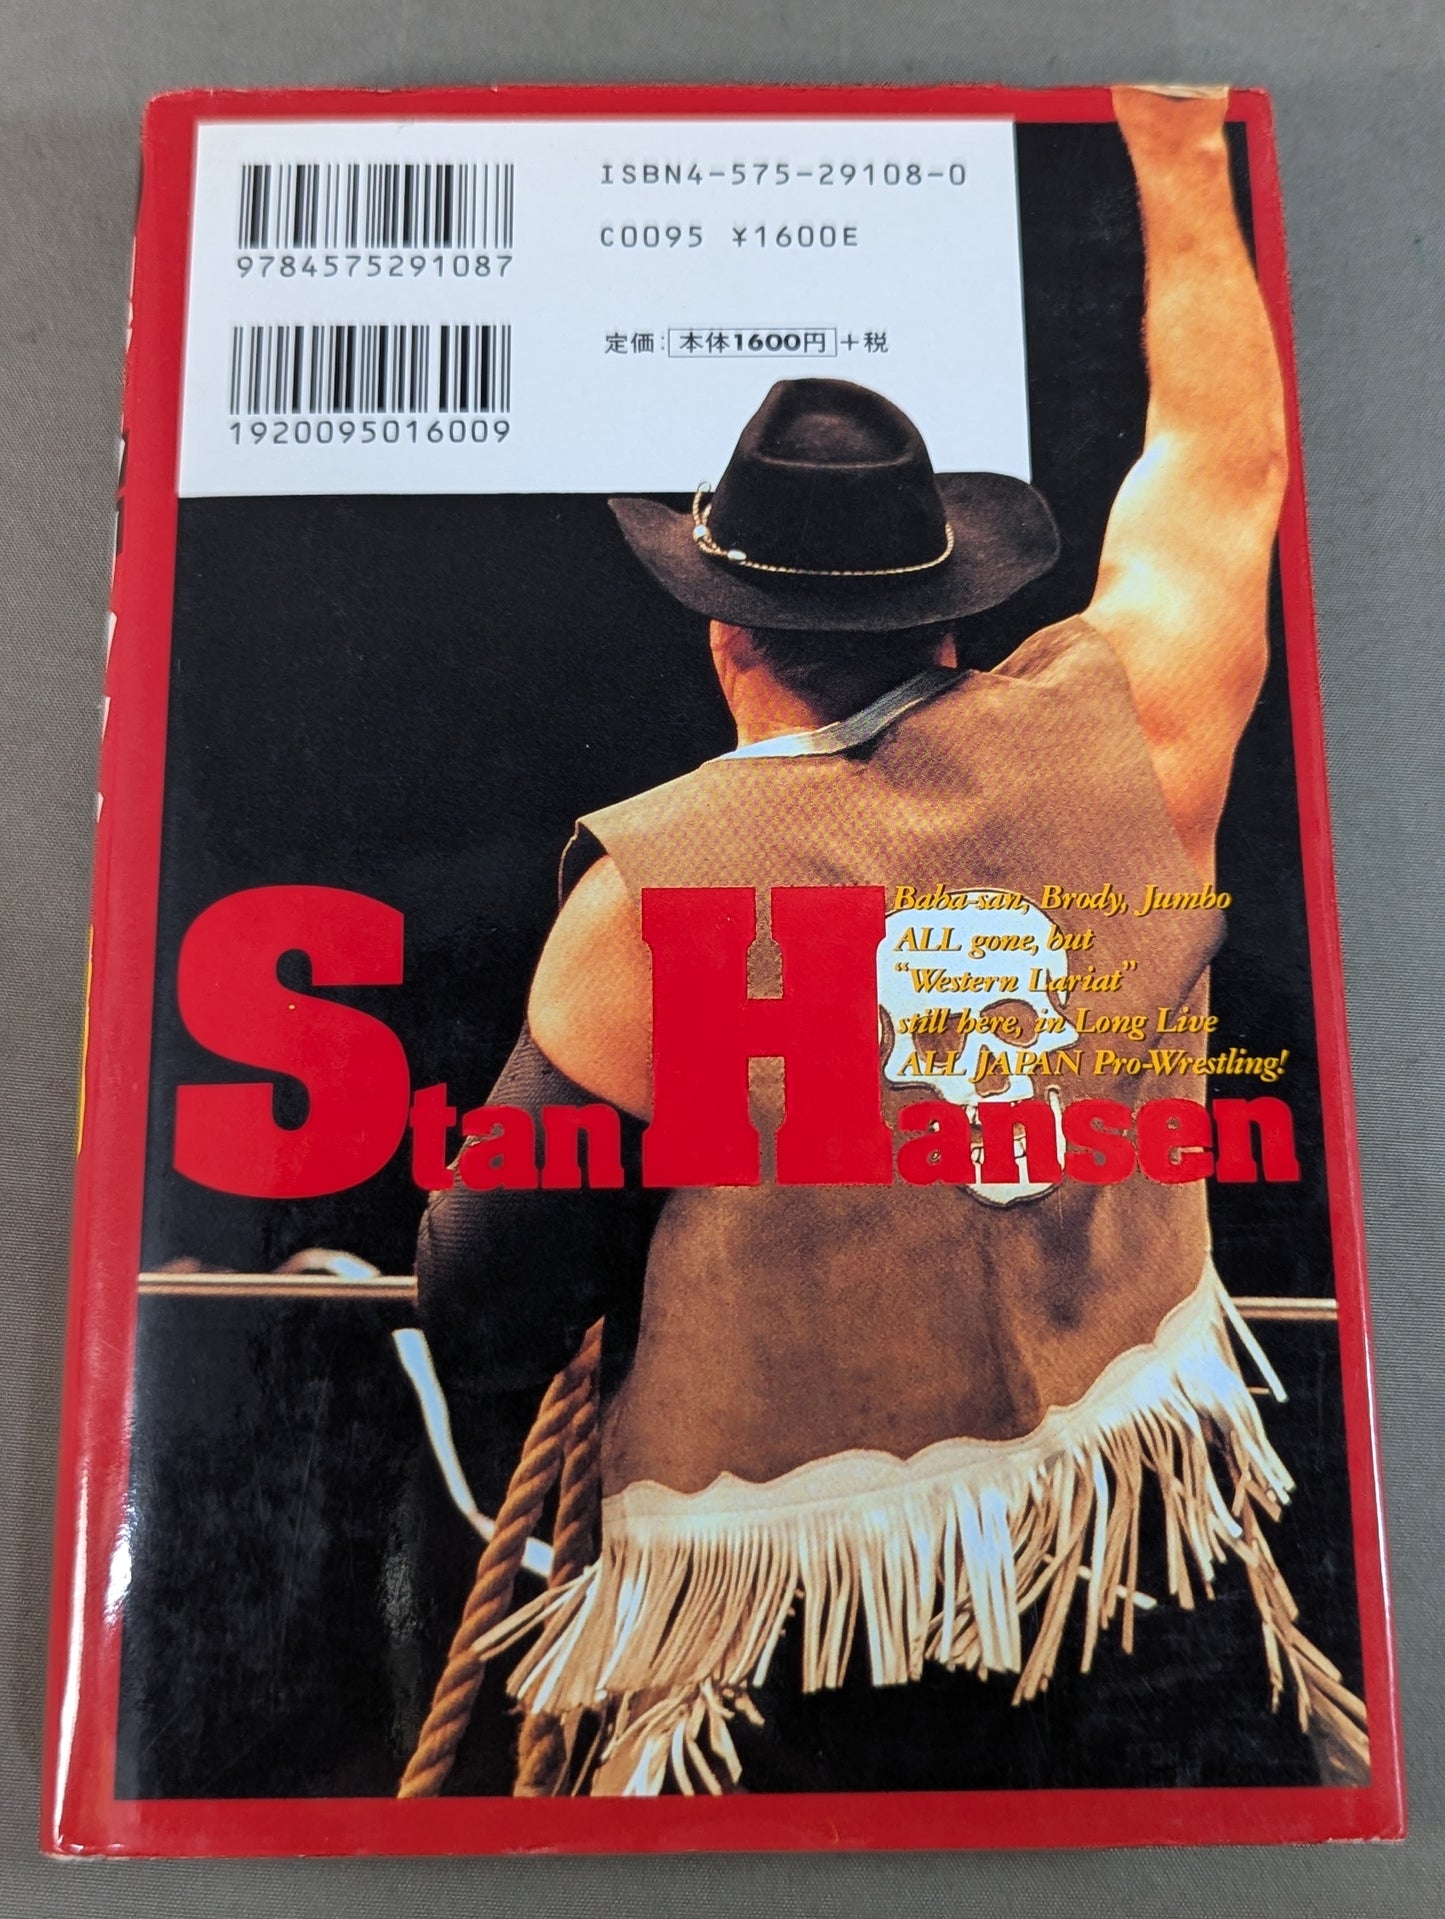 9784575291087
ISBN4-575-29108-0
C0095 ¥1600E
1920095016009
定価:本体1600円+税
Baba-san, Brody, Jumbo
ALL gone, but
"Western Lariat"
still here, in Long Live
ALL JAPAN Pro-Wrestling!
Stan Hansen